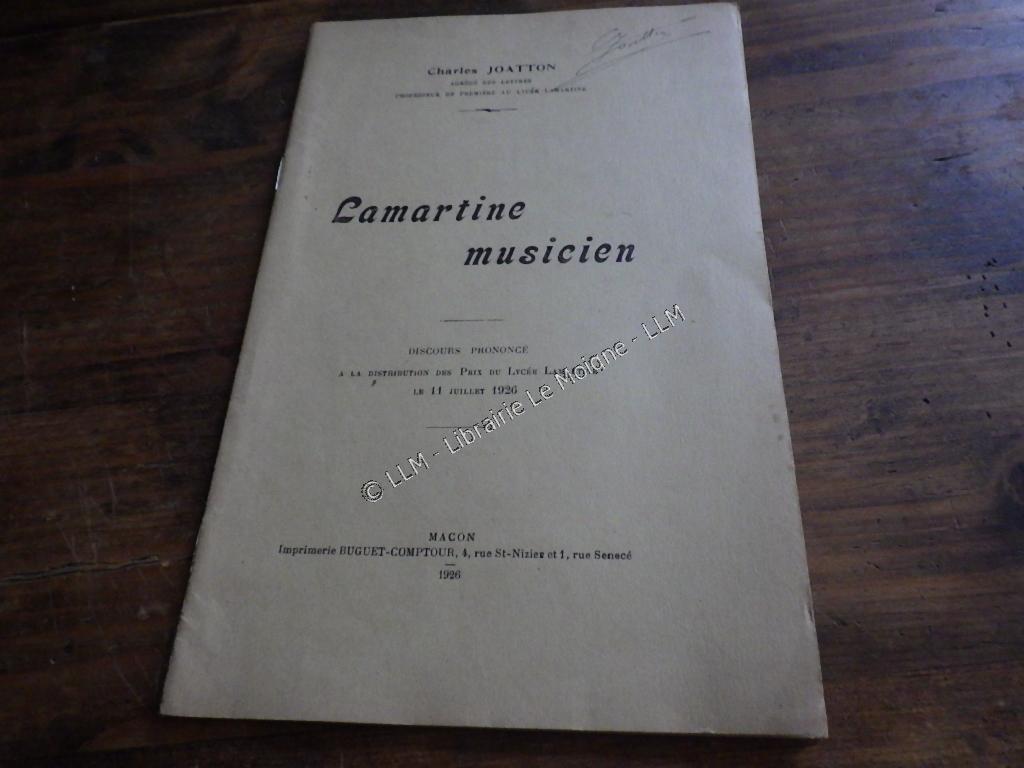 Joatton
Charles JOATTON
AGRÉGÉ DES LETTRES
PROFESSEUR DE PREMIÈRE AU LYCÉE LAMARTINE
Lamartine
musicien
DISCOURS PRONONCÉ
A LA DISTRIBUTION DES PRIX DU LYCÉE
LE 11 JUILLET 1926
© LLM - Librairie Le Moigne - LLM
MACON
Imprimerie BUGUET-COMPTOUR, 4, rue St-Nizier et 1, rue Senecé
1926